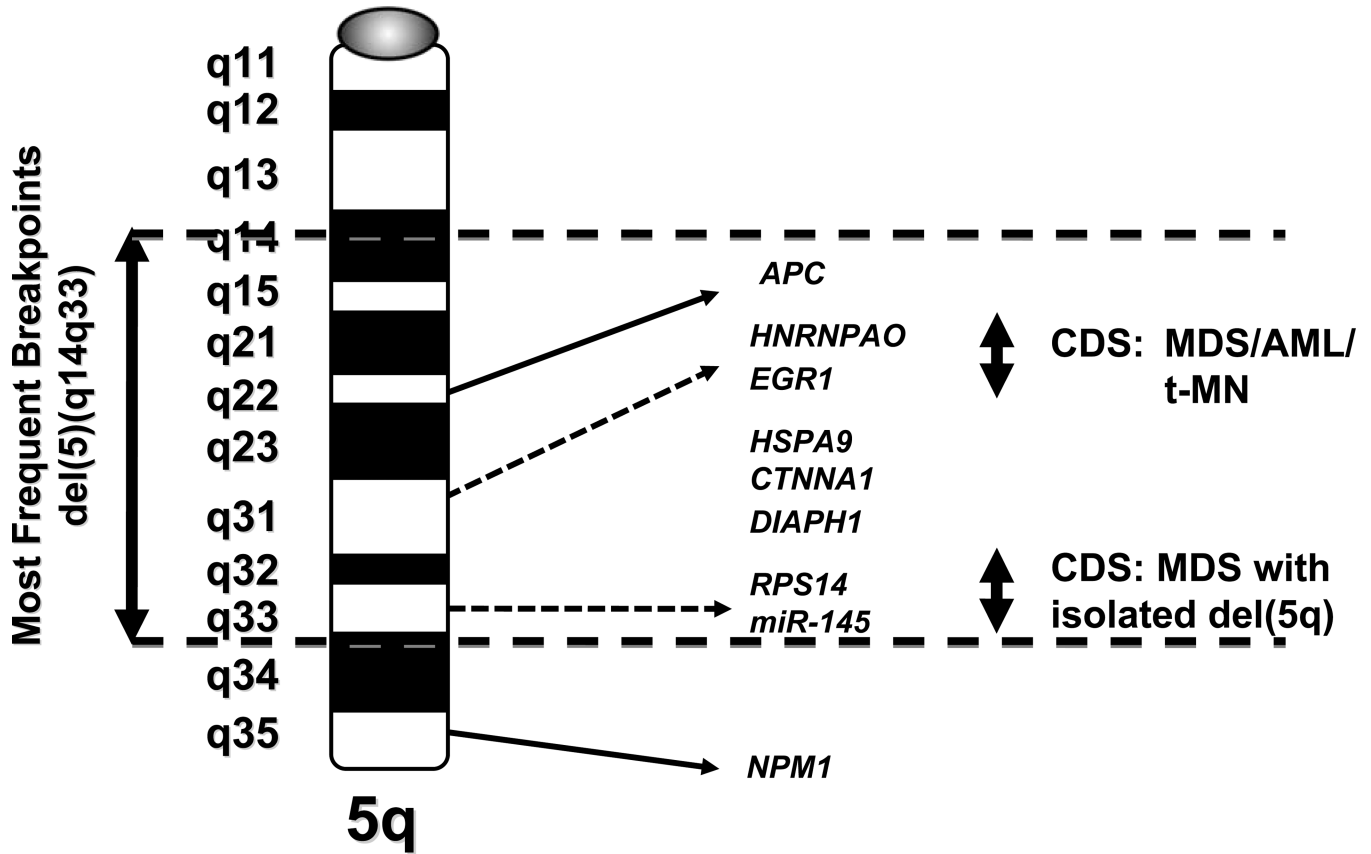 Most Frequent Breakpoints
del(5)(q14q33)
q11
q12
q13
q14
q15
q21
q22
q23
q31
q32
q33
q34
q35
5q
APC
HNRNPAO
EGR1
HSPA9
CTNNA1
DIAPH1
RPS14
miR-145
NPM1
CDS: MDS/AML/
t-MN
CDS: MDS with
isolated del(5q)